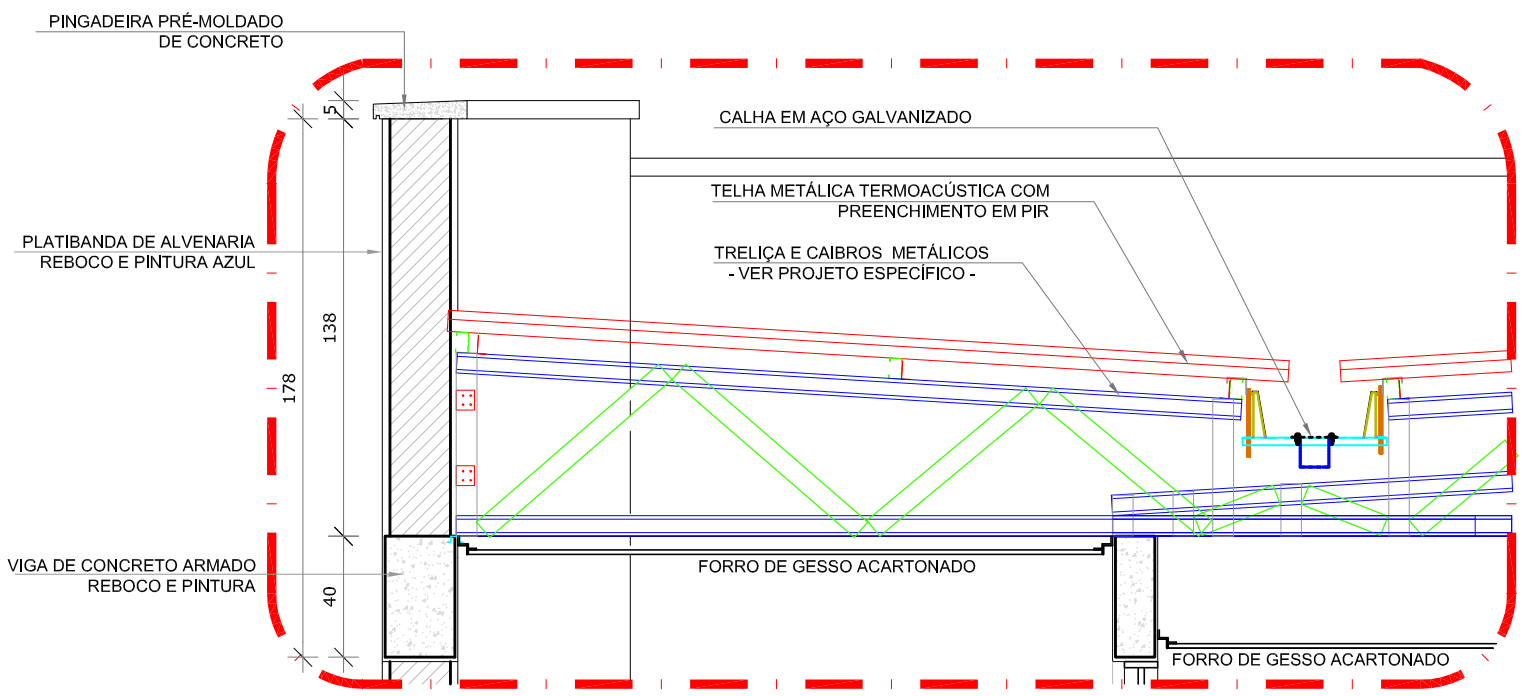 PINGADEIRA PRÉ-MOLDADO
DE CONCRETO
5
CALHA EM AÇO GALVANIZADO
TELHA METÁLICA TERMOACÚSTICA COM
PREENCHIMENTO EM PIR
PLATIBANDA DE ALVENARIA
REBOCO E PINTURA AZUL
TRELIÇA E CAIBROS METÁLICOS
- VER PROJETO ESPECÍFICO -
138
178
VIGA DE CONCRETO ARMADO
REBOCO E PINTURA
FORRO DE GESSO ACARTONADO
40
FORRO DE GESSO ACARTONADO